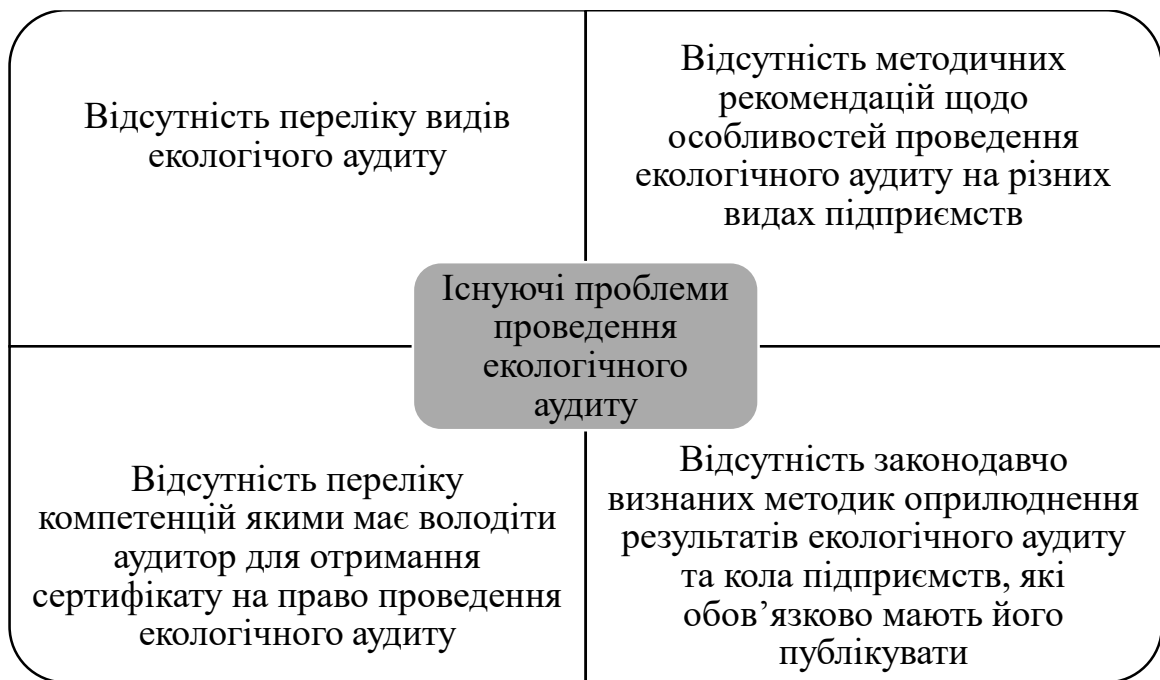 Відсутність переліку видів
екологічого аудиту
Відсутність методичних
рекомендацій щодо
особливостей проведення
екологічного аудиту на різних
видах підприємств
Існуючі проблеми
проведення
екологічного
аудиту
Відсутність переліку
компетенцій якими має володіти
аудитор для отримання
сертифікату на право проведення
екологічного аудиту
Відсутність законодавчо
визнаних методик оприлюднення
результатів екологічного аудиту
та кола підприємств, які
обов’язково мають його
публікувати